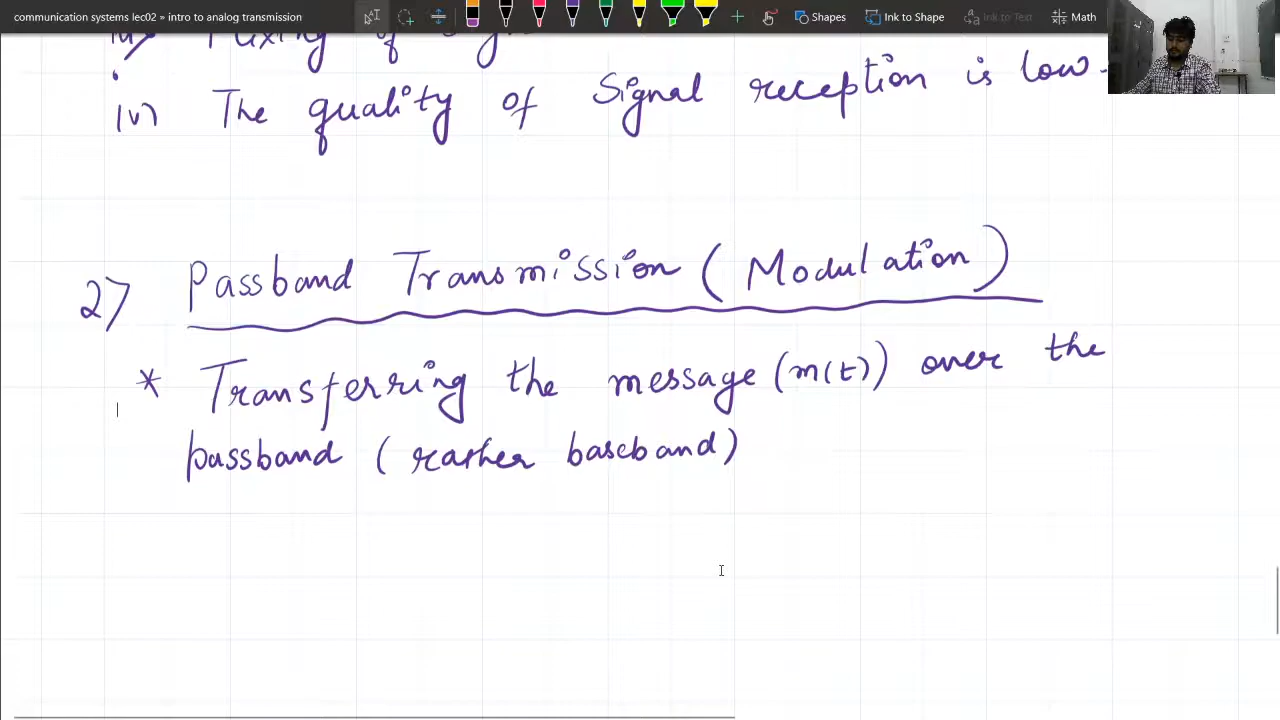 communication systems lec02 » intro to analog transmission
Shapes
Ink to Shape
Ink to Text
Math
of
iv) The quality of Signal reception is low.
2) Passband Transmission (Modulation)
* Transferring the message (m(t)) over the
passband (rather baseband)